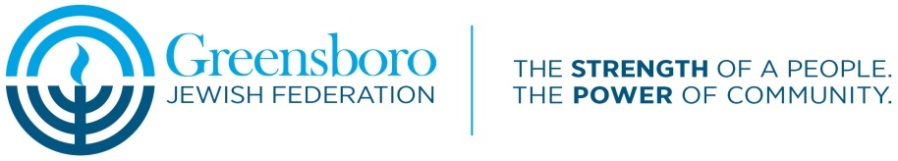 Greensboro
JEWISH FEDERATION
THE STRENGTH OF A PEOPLE.
THE POWER OF COMMUNITY.